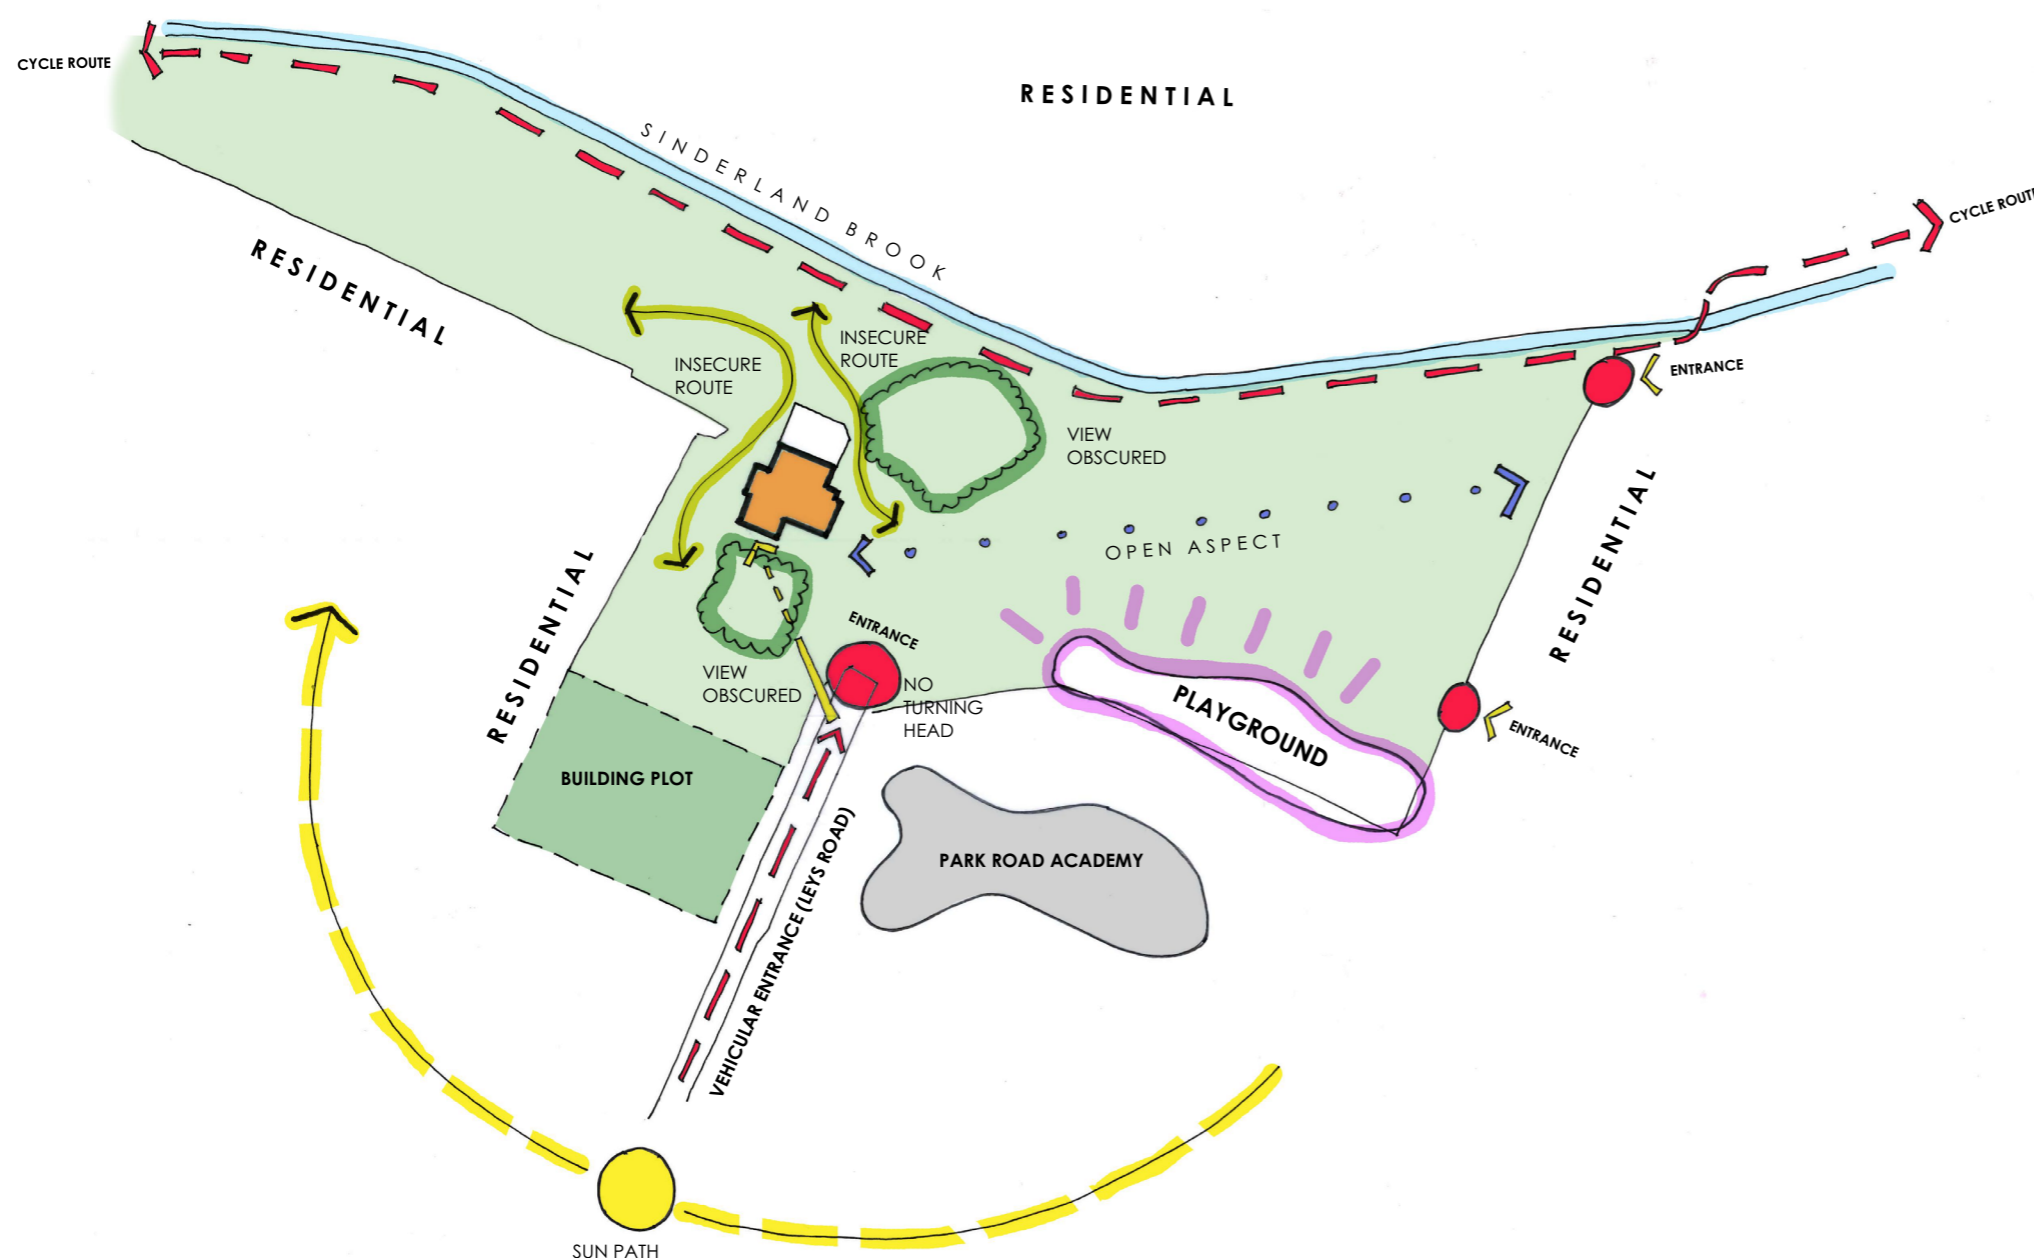 CYCLE ROUTE
RESIDENTIAL
SINDERLAND BROOK
CYCLE ROUTE
RESIDENTIAL
INSECURE
ROUTE
INSECURE
ROUTE
ENTRANCE
VIEW
OBSCURED
RESIDENTIAL
OPEN ASPECT
RESIDENTIAL
ENTRANCE
VIEW
OBSCURED
NO
TURNING
HEAD
PLAYGROUND
ENTRANCE
BUILDING PLOT
VEHICULAR ENTRANCE (LEYS ROAD)
PARK ROAD ACADEMY
SUN PATH